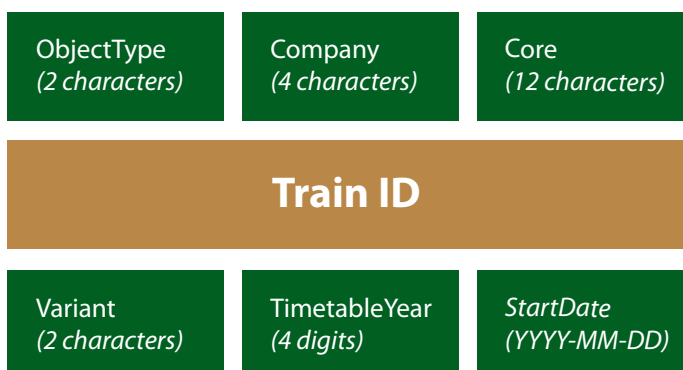 ObjectType
(2 characters)
Company
(4 characters)
Core
(12 characters)
Train ID
Variant
(2 characters)
TimetableYear
(4 digits)
StartDate
(YYYY-MM-DD)